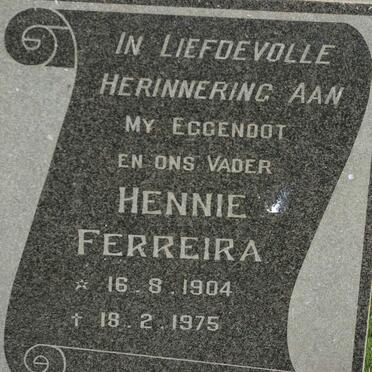 IN LIEFDEVOLLE
HERINNERING AAN
MY EGGENOOT
EN ONS VADER
HENNIE
FERREIRA
* 16.8.1904
† 18.2.1975